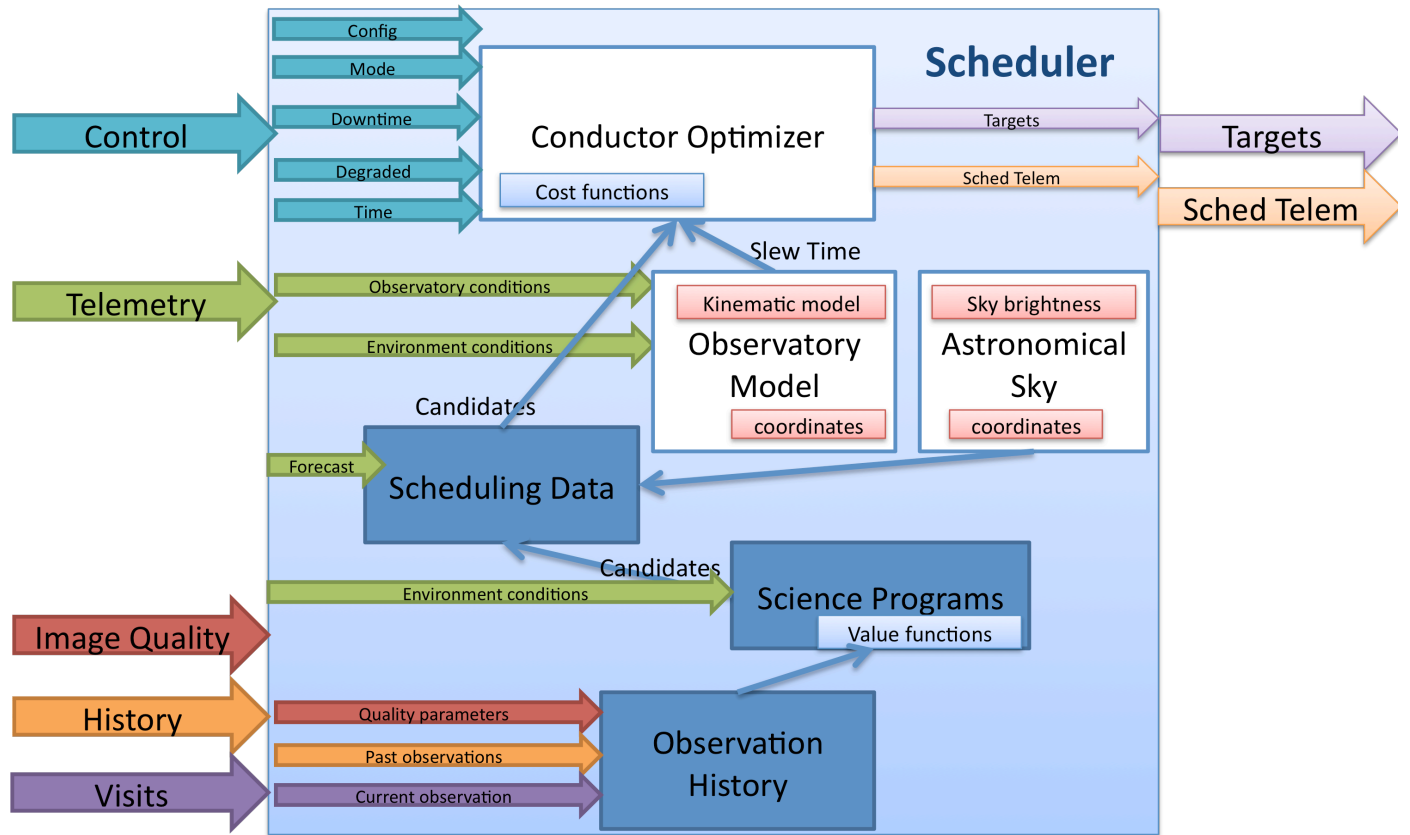 Config
Scheduler
Mode
Downtime
Targets
Control
Conductor Optimizer
Targets
Degraded
Sched Telem
Cost functions
Time
Sched Telem
Slew Time
Observatory conditions
Telemetry
Kinematic model
Sky brightness
Environment conditions
Observatory
Model
Astronomical
Sky
Candidates
coordinates
coordinates
Forecast
Scheduling Data
Candidates
Environment conditions
Science Programs
Image Quality
Value functions
Quality parameters
History
Observation
History
Past observations
Visits
Current observation